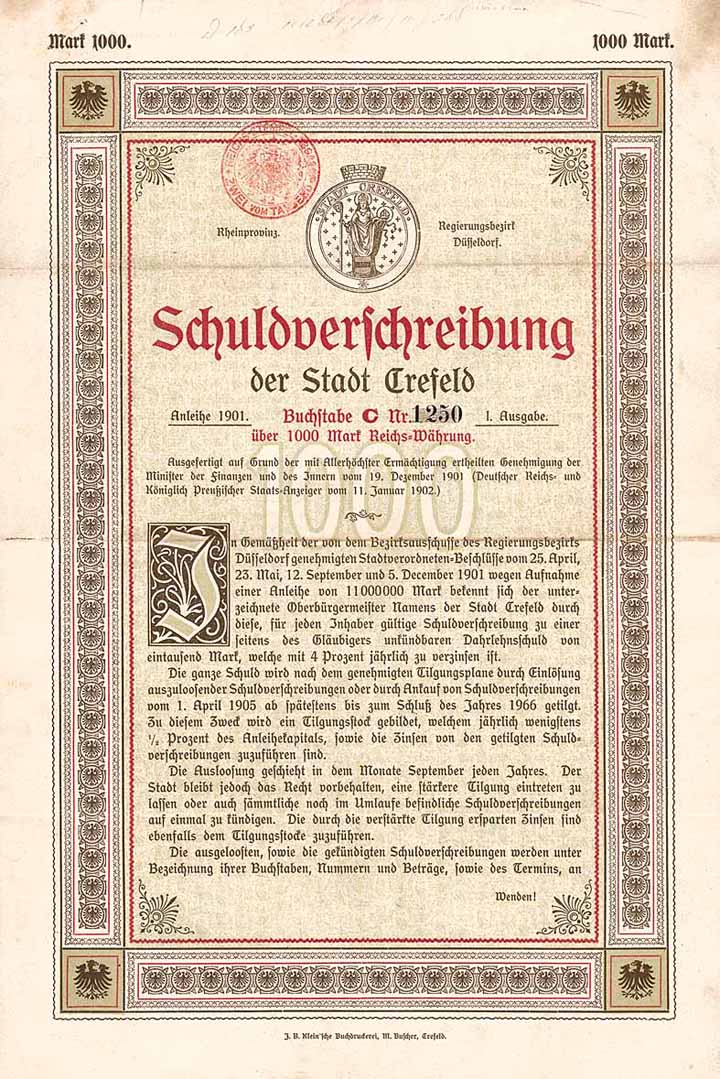 Mark 1000.
1000 Mark.
STADT CREFELD
Rheinprovinz.
Regierungsbezirk
Düsseldorf.
Schuldverschreibung
der Stadt Crefeld
Anleihe 1901. Buchstabe C Nr. 1250 I. Ausgabe.
über 1000 Mark Reichs-Währung.
1000
Ausgefertigt auf Grund der mit Allerhöchster Ermächtigung ertheilten Genehmigung der
Minister der Finanzen und des Innern vom 19. Dezember 1901 (Deutscher Reichs- und
Königlich Preußischer Staats-Anzeiger vom 11. Januar 1902.)
In Gemäßheit der von dem Bezirksausschusse des Regierungsbezirks
Düsseldorf genehmigten Stadtverordneten-Beschlüsse vom 25. April,
23. Mai, 12. September und 5. Dezember 1901 wegen Aufnahme
einer Anleihe von 11000000 Mark bekennt sich der unter-
zeichnete Oberbürgermeister Namens der Stadt Crefeld durch
diese, für jeden Inhaber gültige Schuldverschreibung zu einer
seitens des Gläubigers unkündbaren Darlehnsschuld von
eintausend Mark, welche mit 4 Prozent jährlich zu verzinsen ist.
Die ganze Schuld wird nach dem genehmigten Tilgungsplane durch Einlösung
auszuloosender Schuldverschreibungen oder durch Ankauf von Schuldverschreibungen
vom 1. April 1905 ab spätestens bis zum Schluß des Jahres 1966 getilgt.
Zu diesem Zweck wird ein Tilgungsstock gebildet, welchem jährlich wenigstens
½ Prozent des Anleihekapitals, sowie die Zinsen von den getilgten Schuld-
verschreibungen zuzuführen sind.
Die Ausloosung geschieht in dem Monate September jeden Jahres. Der
Stadt bleibt jedoch das Recht vorbehalten, eine stärkere Tilgung eintreten zu
lassen oder auch sämmtliche noch im Umlaufe befindliche Schuldverschreibungen
auf einmal zu kündigen. Die durch die verstärkte Tilgung ersparten Zinsen sind
ebenfalls dem Tilgungsstocke zuzuführen.
Die ausgeloosten, sowie die gekündigten Schuldverschreibungen werden unter
Bezeichnung ihrer Buchstaben, Nummern und Beträge, sowie des Termins, an
Wenden!
J. B. Klein'sche Buchdruckerei, M. Buscher, Crefeld.